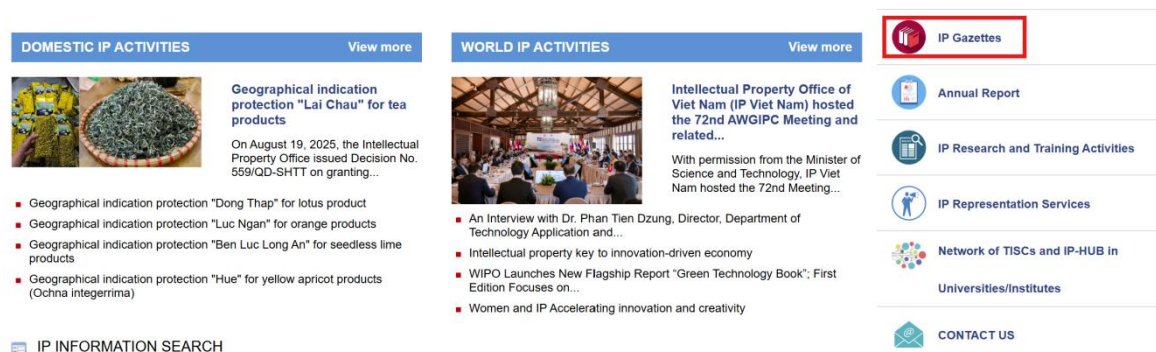 DOMESTIC IP ACTIVITIES
View more
Geographical indication
protection "Lai Chau" for tea
products
On August 19, 2025, the Intellectual
Property Office issued Decision No.
559/QD-SHTT on granting...
Geographical indication protection "Dong Thap" for lotus product
Geographical indication protection "Luc Ngan" for orange products
Geographical indication protection "Ben Luc Long An" for seedless lime
products
Geographical indication protection "Hue" for yellow apricot products
(Ochna integerrima)
IP INFORMATION SEARCH
WORLD IP ACTIVITIES
View more
Intellectual Property Office of
Viet Nam (IP Viet Nam) hosted
the 72nd AWGIPC Meeting and
related...
With permission from the Minister of
Science and Technology, IP Viet
Nam hosted the 72nd Meeting...
An Interview with Dr. Phan Tien Dzung, Director, Department of
Technology Application and...
Intellectual property key to innovation-driven economy
WIPO Launches New Flagship Report “Green Technology Book”; First
Edition Focuses on...
Women and IP Accelerating innovation and creativity
IP Gazettes
Annual Report
IP Research and Training Activities
IP Representation Services
Network of TISCs and IP-HUB in
Universities/Institutes
CONTACT US